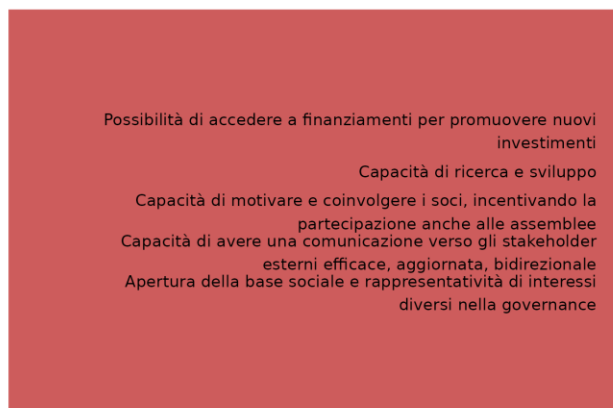 Possibilità di accedere a finanziamenti per promuovere nuovi
investimenti
Capacità di ricerca e sviluppo
Capacità di motivare e coinvolgere i soci, incentivando la
partecipazione anche alle assemblee
Capacità di avere una comunicazione verso gli stakeholder
esterni efficace, aggiornata, bidirezionale
Apertura della base sociale e rappresentatività di interessi
diversi nella governance